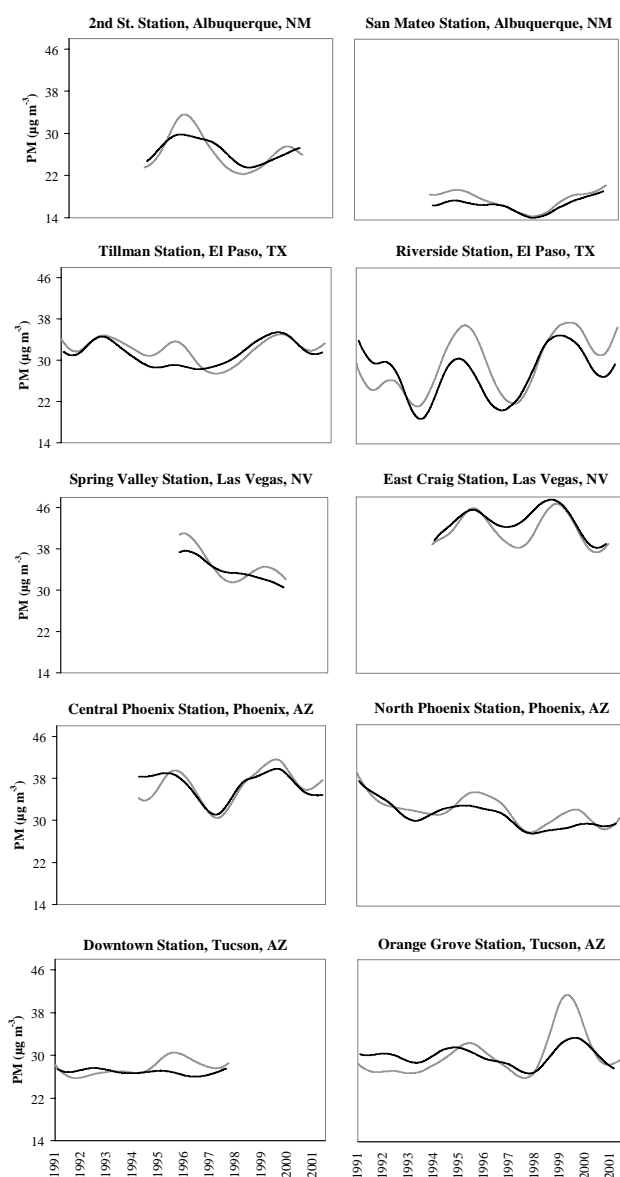 2nd St. Station, Albuquerque, NM
San Mateo Station, Albuquerque, NM
PM (µg m-3)
46
38
30
22
14
Tillman Station, El Paso, TX
Riverside Station, El Paso, TX
PM (µg m-3)
46
38
30
22
14
Spring Valley Station, Las Vegas, NV
East Craig Station, Las Vegas, NV
PM (µg m-3)
46
38
30
22
14
Central Phoenix Station, Phoenix, AZ
North Phoenix Station, Phoenix, AZ
PM (µg m-3)
46
38
30
22
14
Downtown Station, Tucson, AZ
Orange Grove Station, Tucson, AZ
PM (µg m-3)
46
38
30
22
14
1991 1992 1993 1994 1995 1996 1997 1998 1999 2000 2001
1991 1992 1993 1994 1995 1996 1997 1998 1999 2000 2001